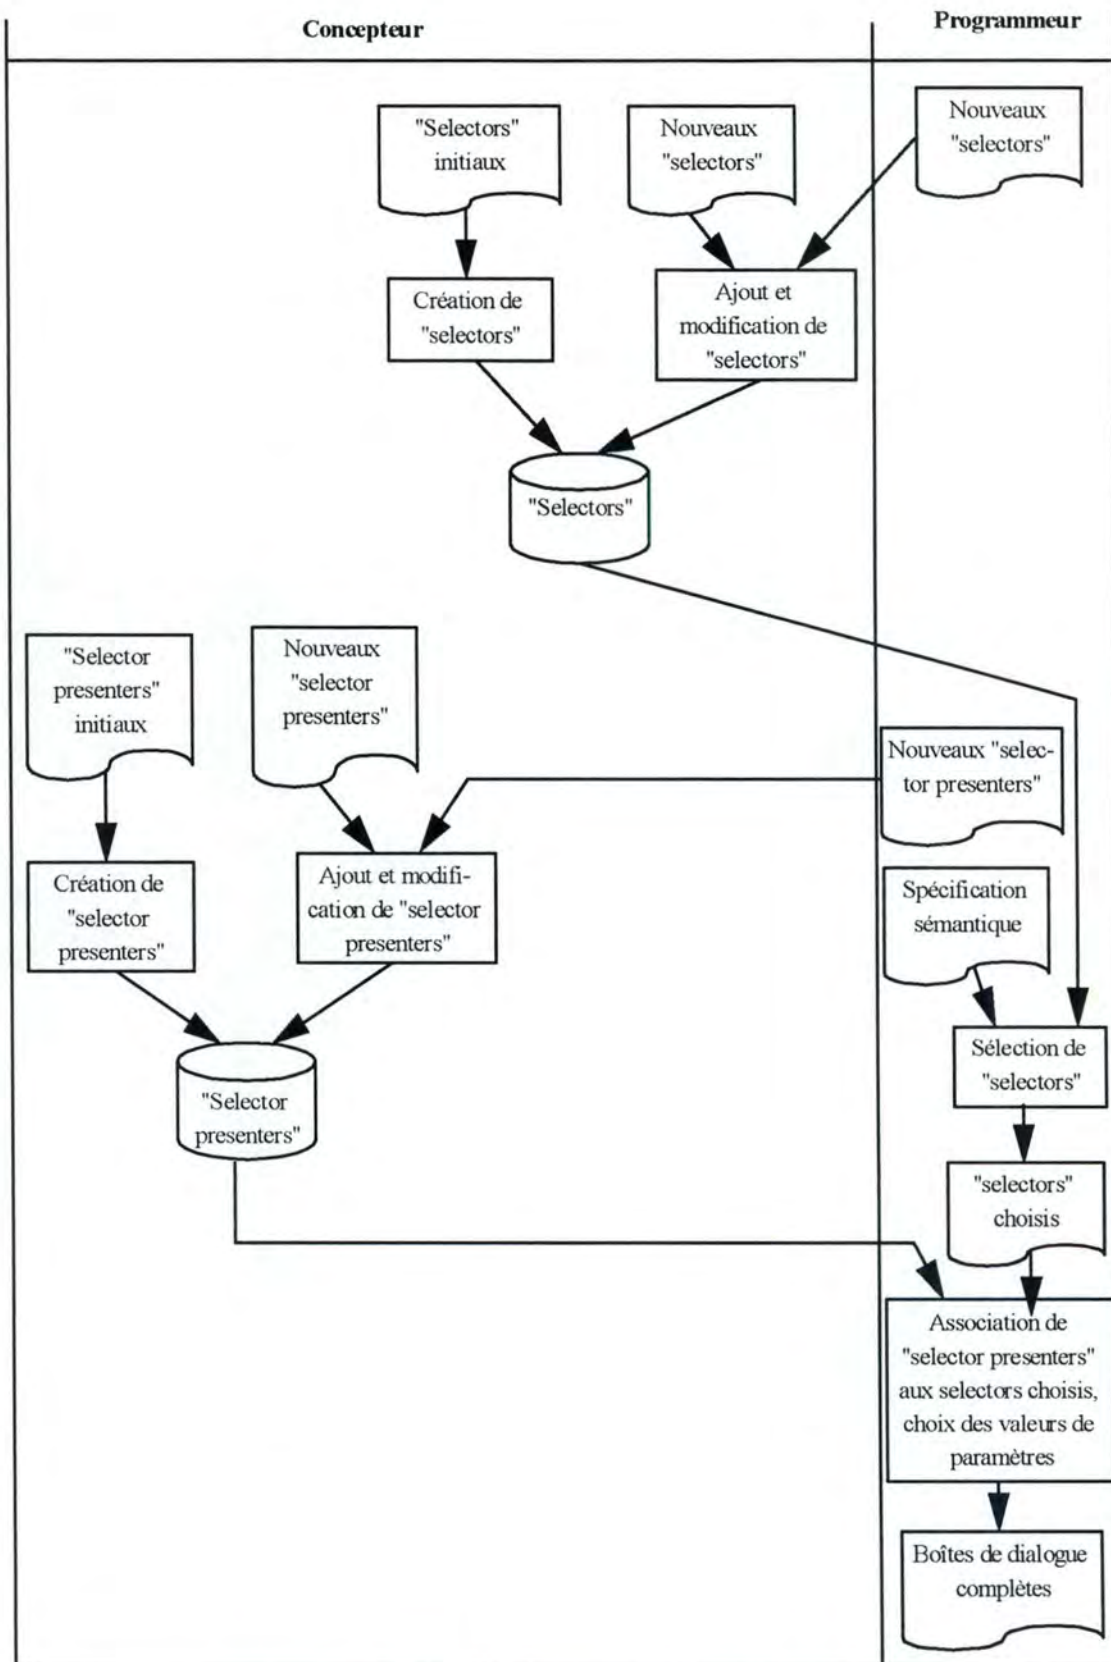 Concepteur
Programmeur
"Selectors"
initiaux
Nouveaux
"selectors"
Nouveaux
"selectors"
Création de
"selectors"
Ajout et
modification de
"selectors"
"Selectors"
"Selector
presenters"
initiaux
Nouveaux
"selector
presenters"
Nouveaux "selec-
tor presenters"
Création de
"selector
presenters"
Ajout et modifi-
cation de "selector
presenters"
Spécification
sémantique
Sélection de
"selectors"
"Selector
presenters"
"selectors"
choisis
Association de
"selector presenters"
aux selectors choisis,
choix des valeurs de
paramètres
Boîtes de dialogue
complètes